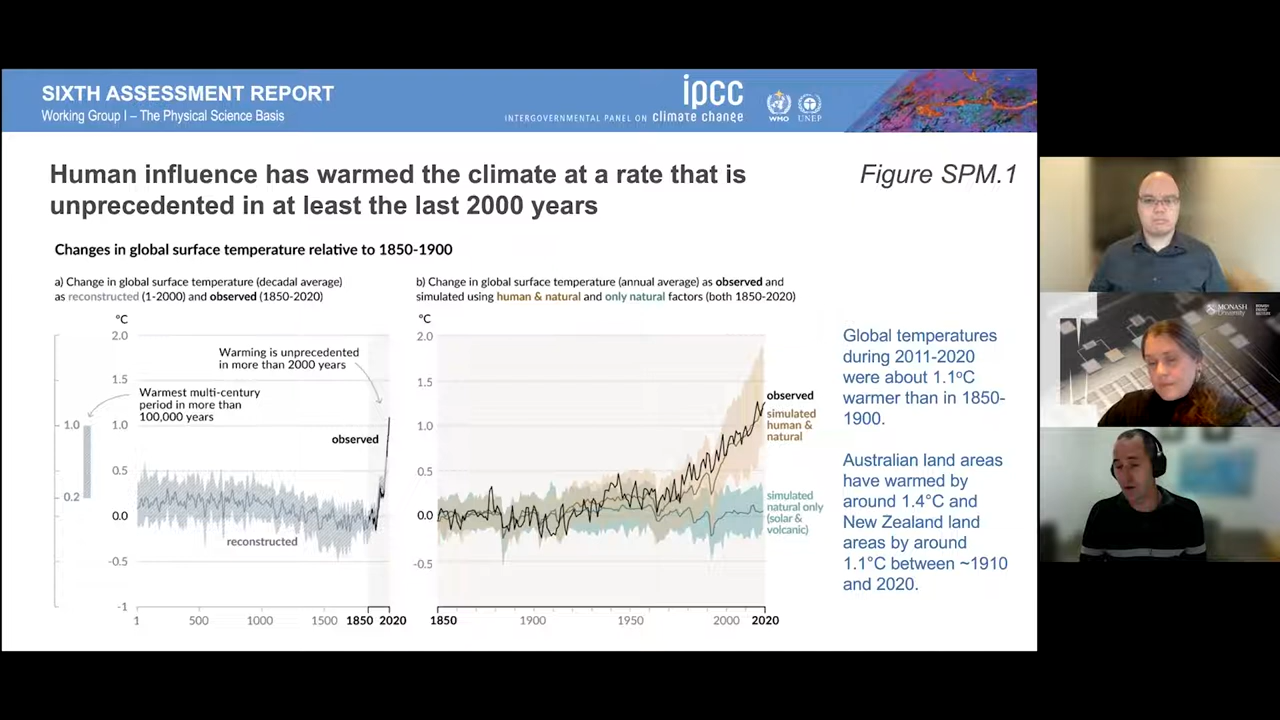 SIXTH ASSESSMENT REPORT
Working Group I – The Physical Science Basis
ipcc
INTERGOVERNMENTAL PANEL ON climate change
WMO
UNEP
Human influence has warmed the climate at a rate that is
unprecedented in at least the last 2000 years
Figure SPM.1
Changes in global surface temperature relative to 1850-1900
a) Change in global surface temperature (decadal average)
as reconstructed (1-2000) and observed (1850-2020)
°C
2.0
1.5
1.0
0.5
0.0
-0.5
-1
1.0
0.2
Warming is unprecedented
in more than 2000 years
Warmest multi-century
period in more than
100,000 years
observed
reconstructed
1 500 1000 1500 1850 2020
b) Change in global surface temperature (annual average) as observed and
simulated using human & natural and only natural factors (both 1850-2020)
°C
2.0
1.5
1.0
0.5
0.0
-0.5
observed
simulated
human &
natural
simulated
natural only
(solar &
volcanic)
1850 1900 1950 2000 2020
Global temperatures
during 2011-2020
were about 1.1°C
warmer than in 1850-
1900.
Australian land areas
have warmed by
around 1.4°C and
New Zealand land
areas by around
1.1°C between ~1910
and 2020.
MONASH
University